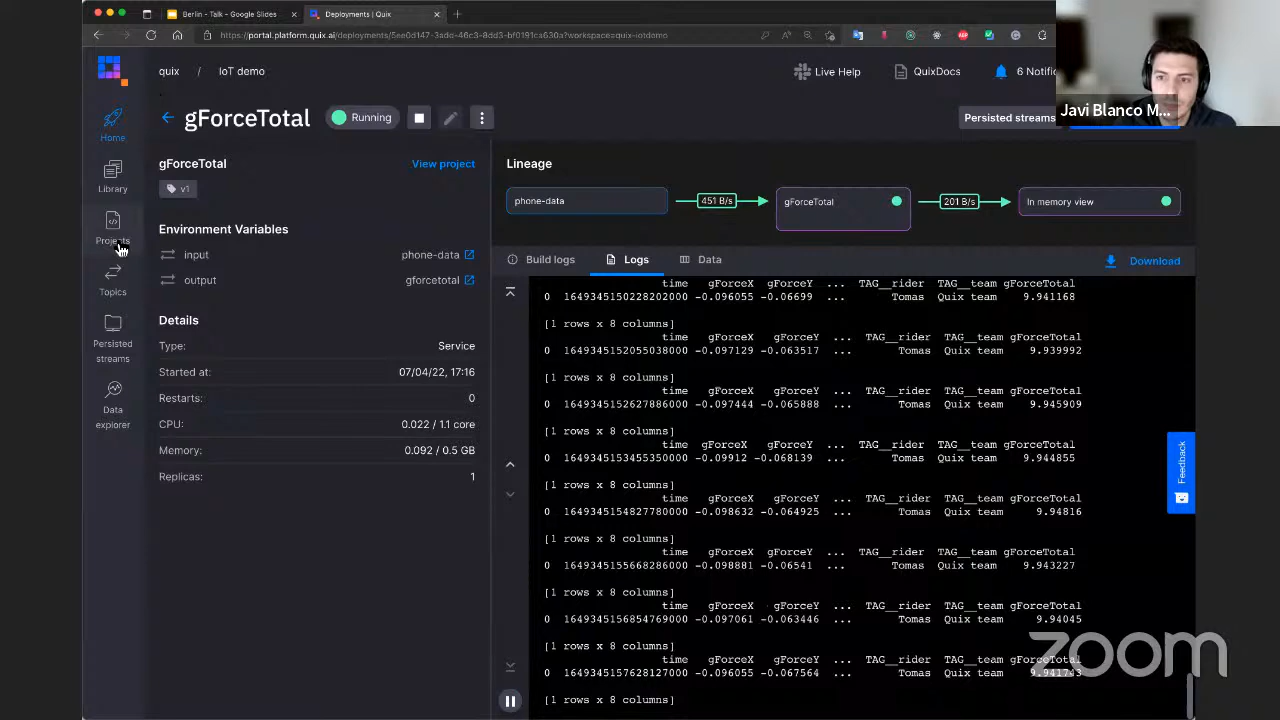 Berlin - Talk - Google Slides
Deployments | Quix
https://portal.platform.quix.ai/deployments/5ee0d147-3adc-46c3-8dd3-bf0191ca630a?workspace=quix-iotdemo
quix / IoT demo
Live Help
QuixDocs
6 Notifi
Javi Blanco M...
gForceTotal
Running
Persisted streams
Home
Library
Projects
Topics
Persisted
streams
Data
explorer
gForceTotal
View project
v1
Environment Variables
input phone-data
output gforcetotal
Details
Type: Service
Started at: 07/04/22, 17:16
Restarts: 0
CPU: 0.022 / 1.1 core
Memory: 0.092 / 0.5 GB
Replicas: 1
Lineage
phone-data 451 B/s gForceTotal 201 B/s In memory view
Build logs Logs Data Download
time gForceX gForceY ... TAG__rider TAG__team gForceTotal
0 1649345150228202000 -0.096055 -0.06699 ... Tomas Quix team 9.941168
[1 rows x 8 columns]
time gForceX gForceY ... TAG__rider TAG__team gForceTotal
0 1649345152055038000 -0.097129 -0.063517 ... Tomas Quix team 9.939992
[1 rows x 8 columns]
time gForceX gForceY ... TAG__rider TAG__team gForceTotal
0 1649345152627886000 -0.097444 -0.065888 ... Tomas Quix team 9.945909
[1 rows x 8 columns]
time gForceX gForceY ... TAG__rider TAG__team gForceTotal
0 1649345153455350000 -0.09912 -0.068139 ... Tomas Quix team 9.944855
[1 rows x 8 columns]
time gForceX gForceY ... TAG__rider TAG__team gForceTotal
0 1649345154827780000 -0.098632 -0.064925 ... Tomas Quix team 9.94816
[1 rows x 8 columns]
time gForceX gForceY ... TAG__rider TAG__team gForceTotal
0 1649345155668286000 -0.098881 -0.06541 ... Tomas Quix team 9.943227
[1 rows x 8 columns]
time gForceX gForceY ... TAG__rider TAG__team gForceTotal
0 1649345156854769000 -0.097061 -0.063446 ... Tomas Quix team 9.94045
[1 rows x 8 columns]
time gForceX gForceY ... TAG__rider TAG__team gForceTotal
0 1649345157628127000 -0.096055 -0.067564 ... Tomas Quix team 9.941743
[1 rows x 8 columns]
Feedback
zoom